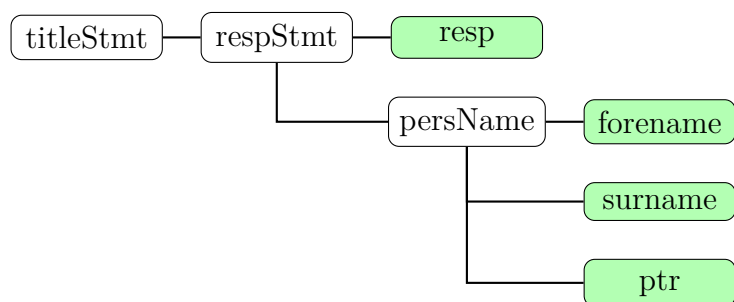 titleStmt respStmt resp
persName forename
surname
ptr